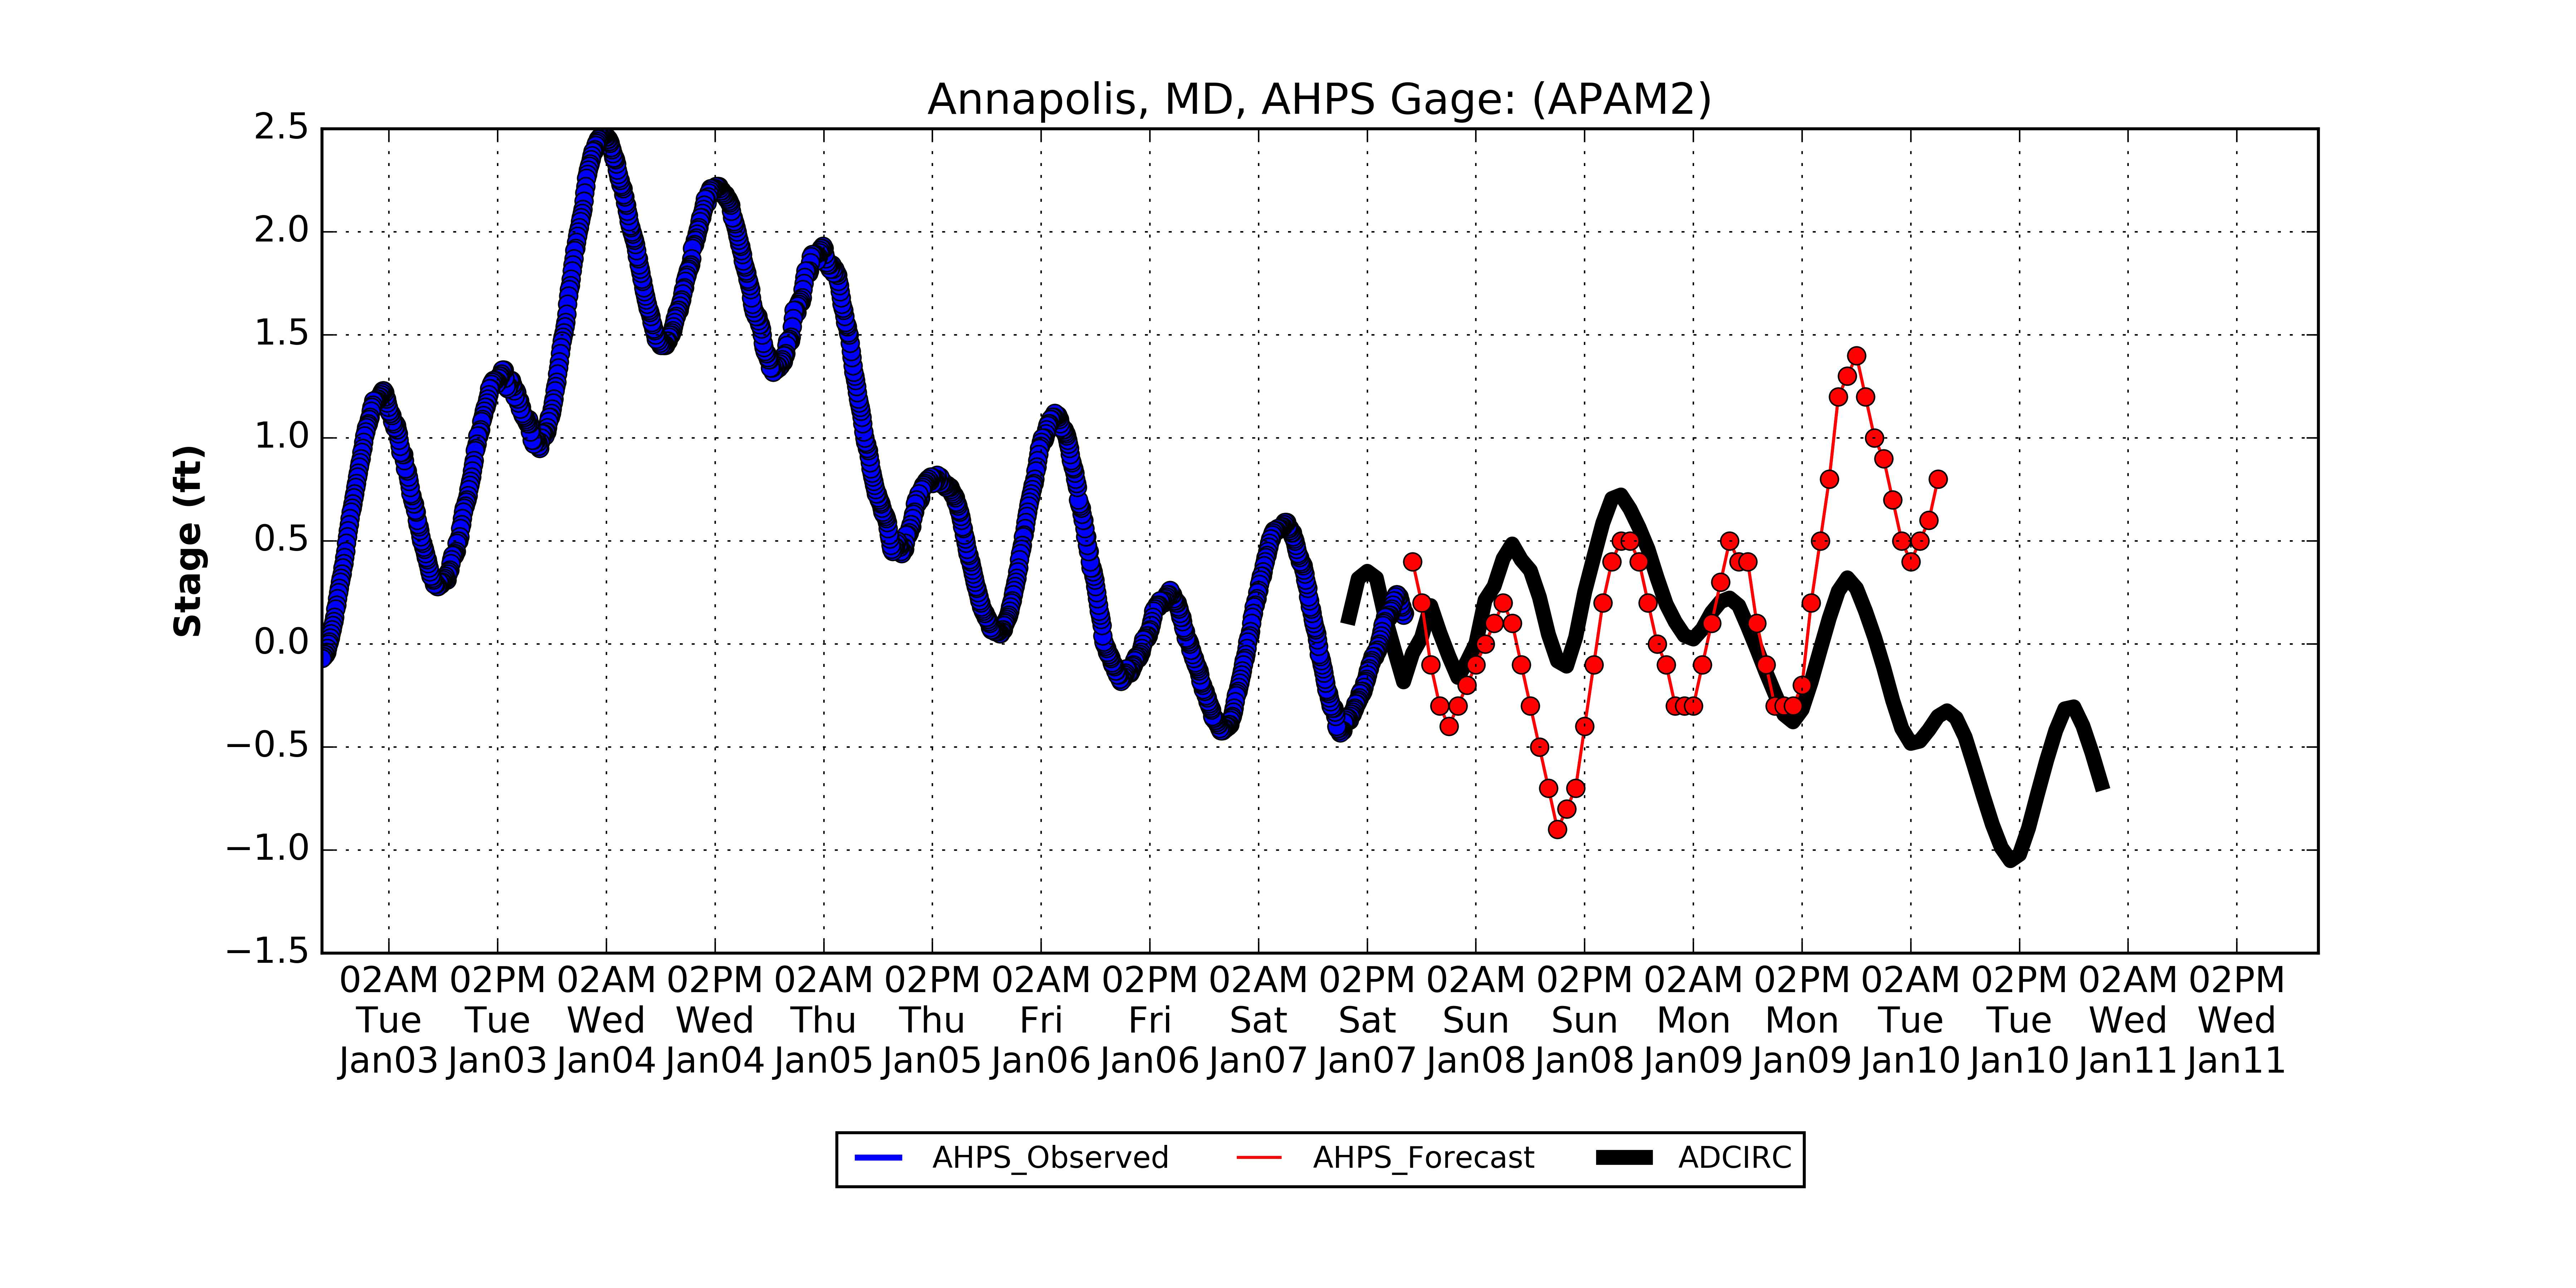 Annapolis, MD, AHPS Gage: (APAM2)
Stage (ft)
2.5
2.0
1.5
1.0
0.5
0.0
−0.5
−1.0
−1.5
02AM 02PM 02AM 02PM 02AM 02PM 02AM 02PM 02AM 02PM 02AM 02PM 02AM 02PM 02AM 02PM 02AM 02PM
Tue Tue Wed Wed Thu Thu Fri Fri Sat Sat Sun Sun Mon Mon Tue Tue Wed Wed
Jan03 Jan03 Jan04 Jan04 Jan05 Jan05 Jan06 Jan06 Jan07 Jan07 Jan08 Jan08 Jan09 Jan09 Jan10 Jan10 Jan11 Jan11
AHPS_Observed AHPS_Forecast ADCIRC